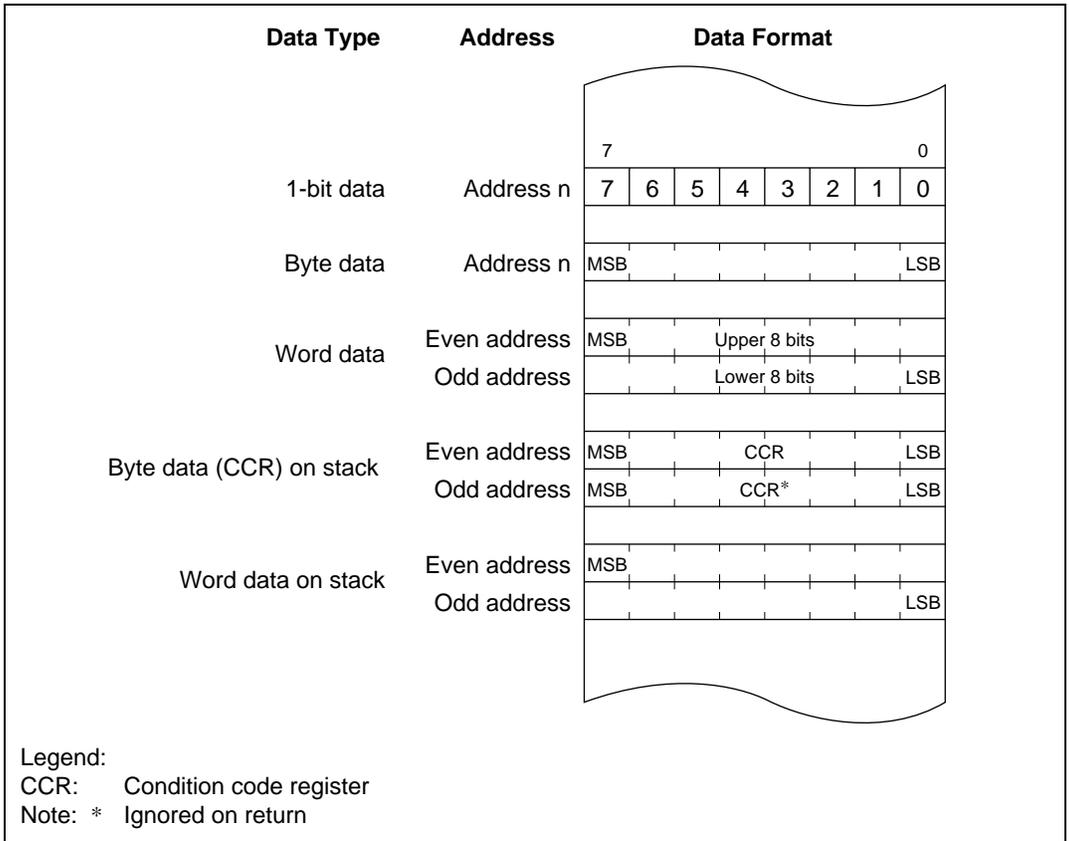 Data Type Address Data Format
7 0
1-bit data Address n 7 6 5 4 3 2 1 0
Byte data Address n MSB LSB
Word data
Even address MSB Upper 8 bits
Odd address Lower 8 bits LSB
Byte data (CCR) on stack
Even address MSB CCR LSB
Odd address MSB CCR* LSB
Word data on stack
Even address MSB
Odd address LSB
Legend:
CCR: Condition code register
Note: * Ignored on return